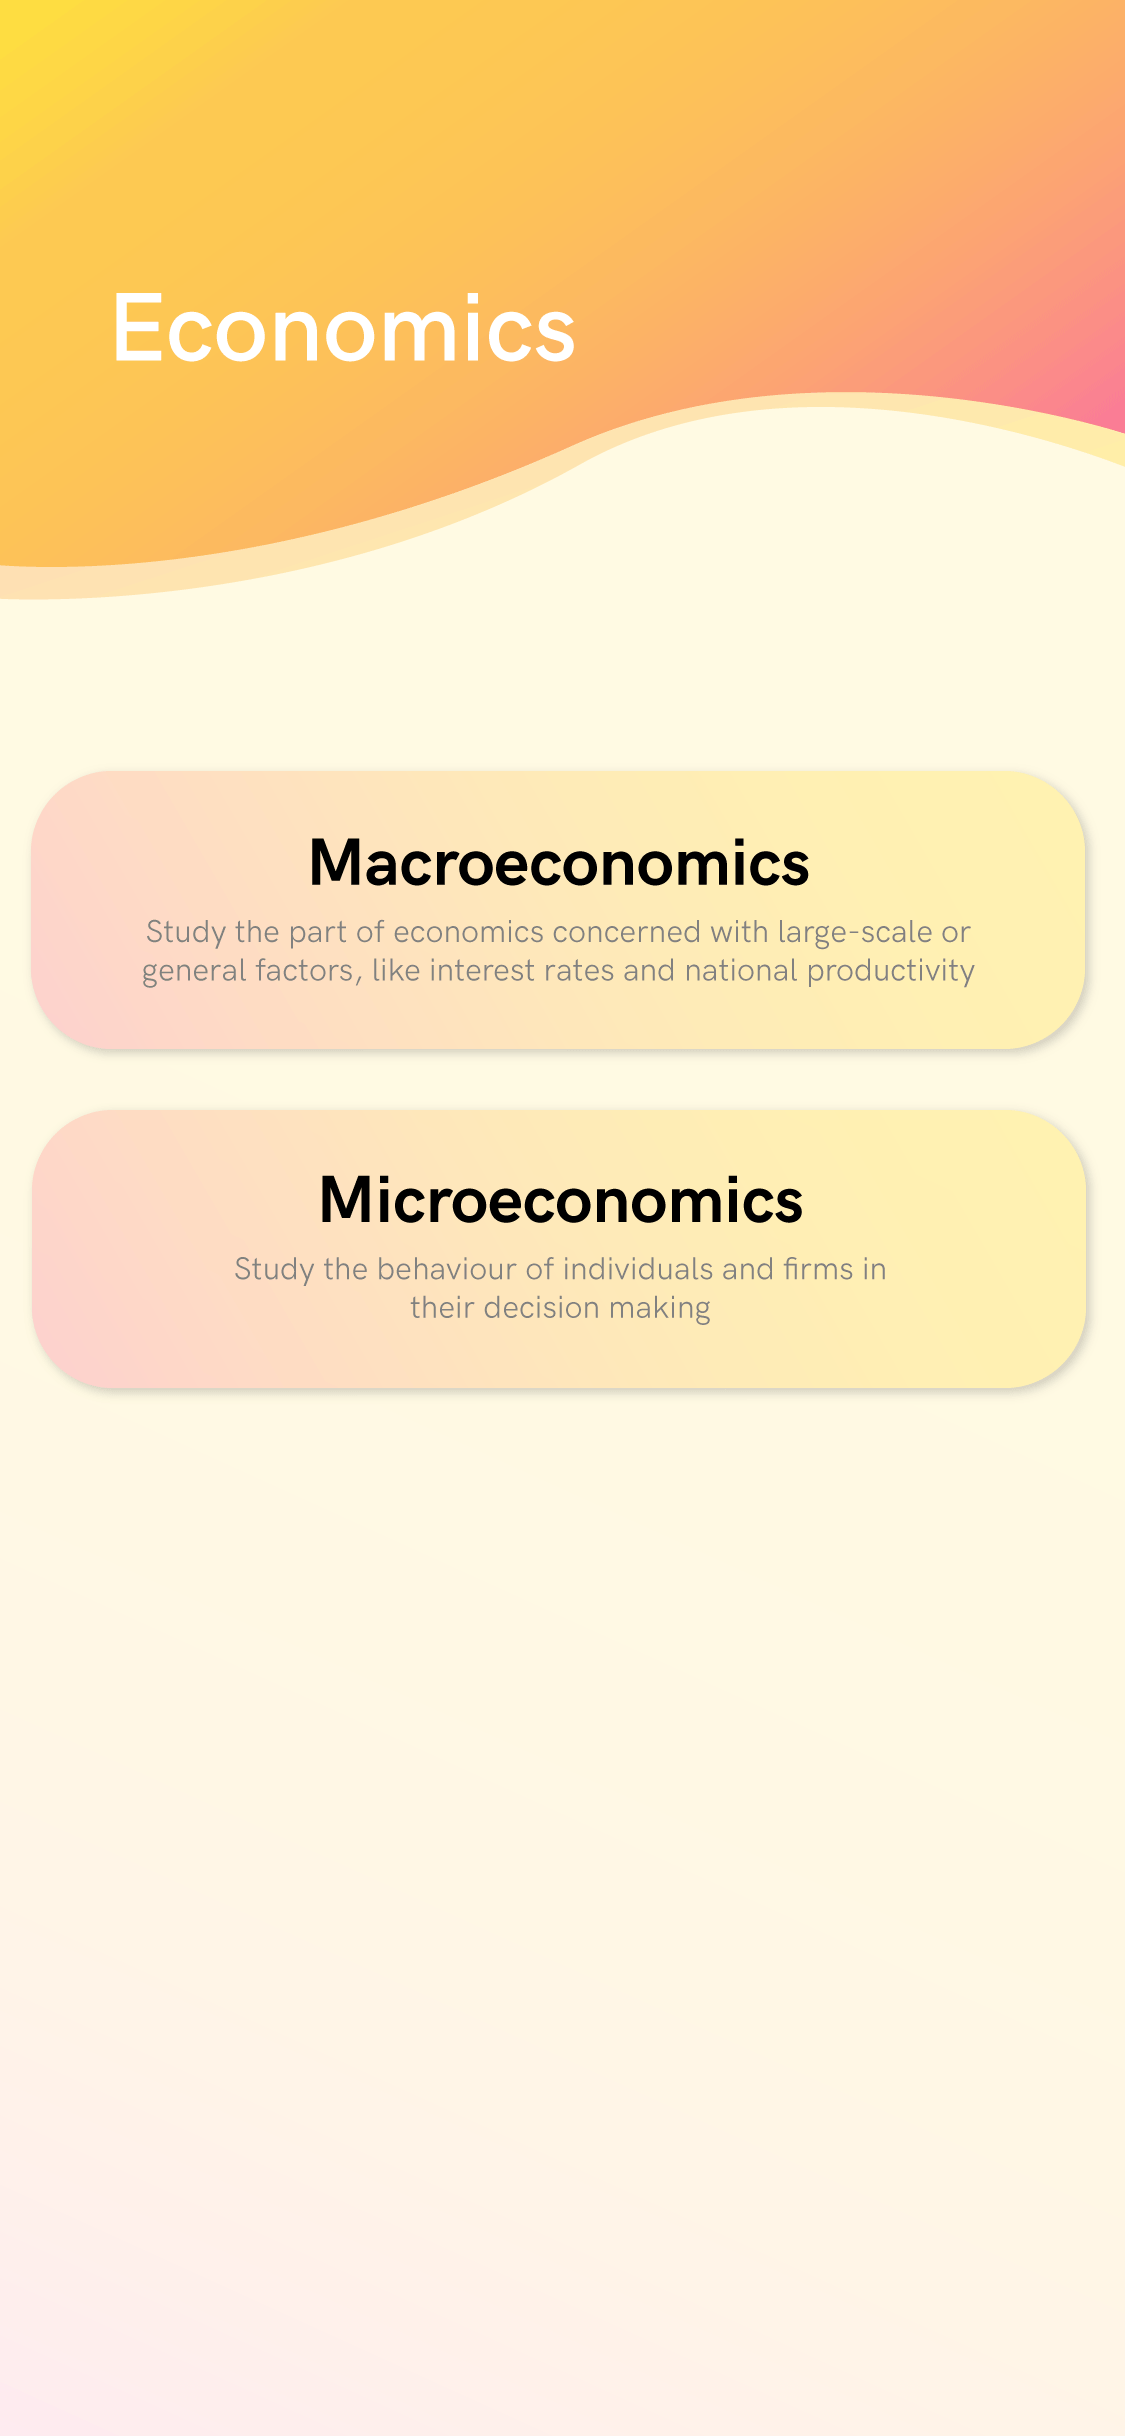 Economics
Macroeconomics
Study the part of economics concerned with large-scale or
general factors, like interest rates and national productivity
Microeconomics
Study the behaviour of individuals and firms in
their decision making